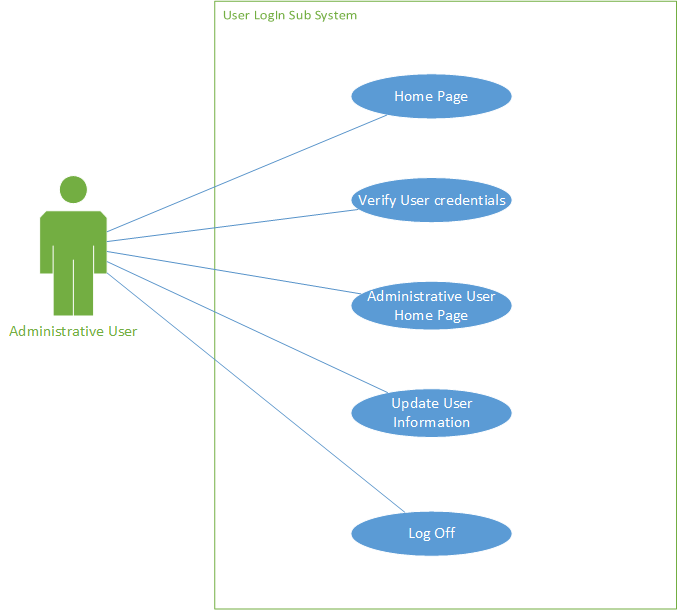 User LogIn Sub System
Home Page
Verify User credentials
Administrative User
Home Page
Administrative User
Update User
Information
Log Off